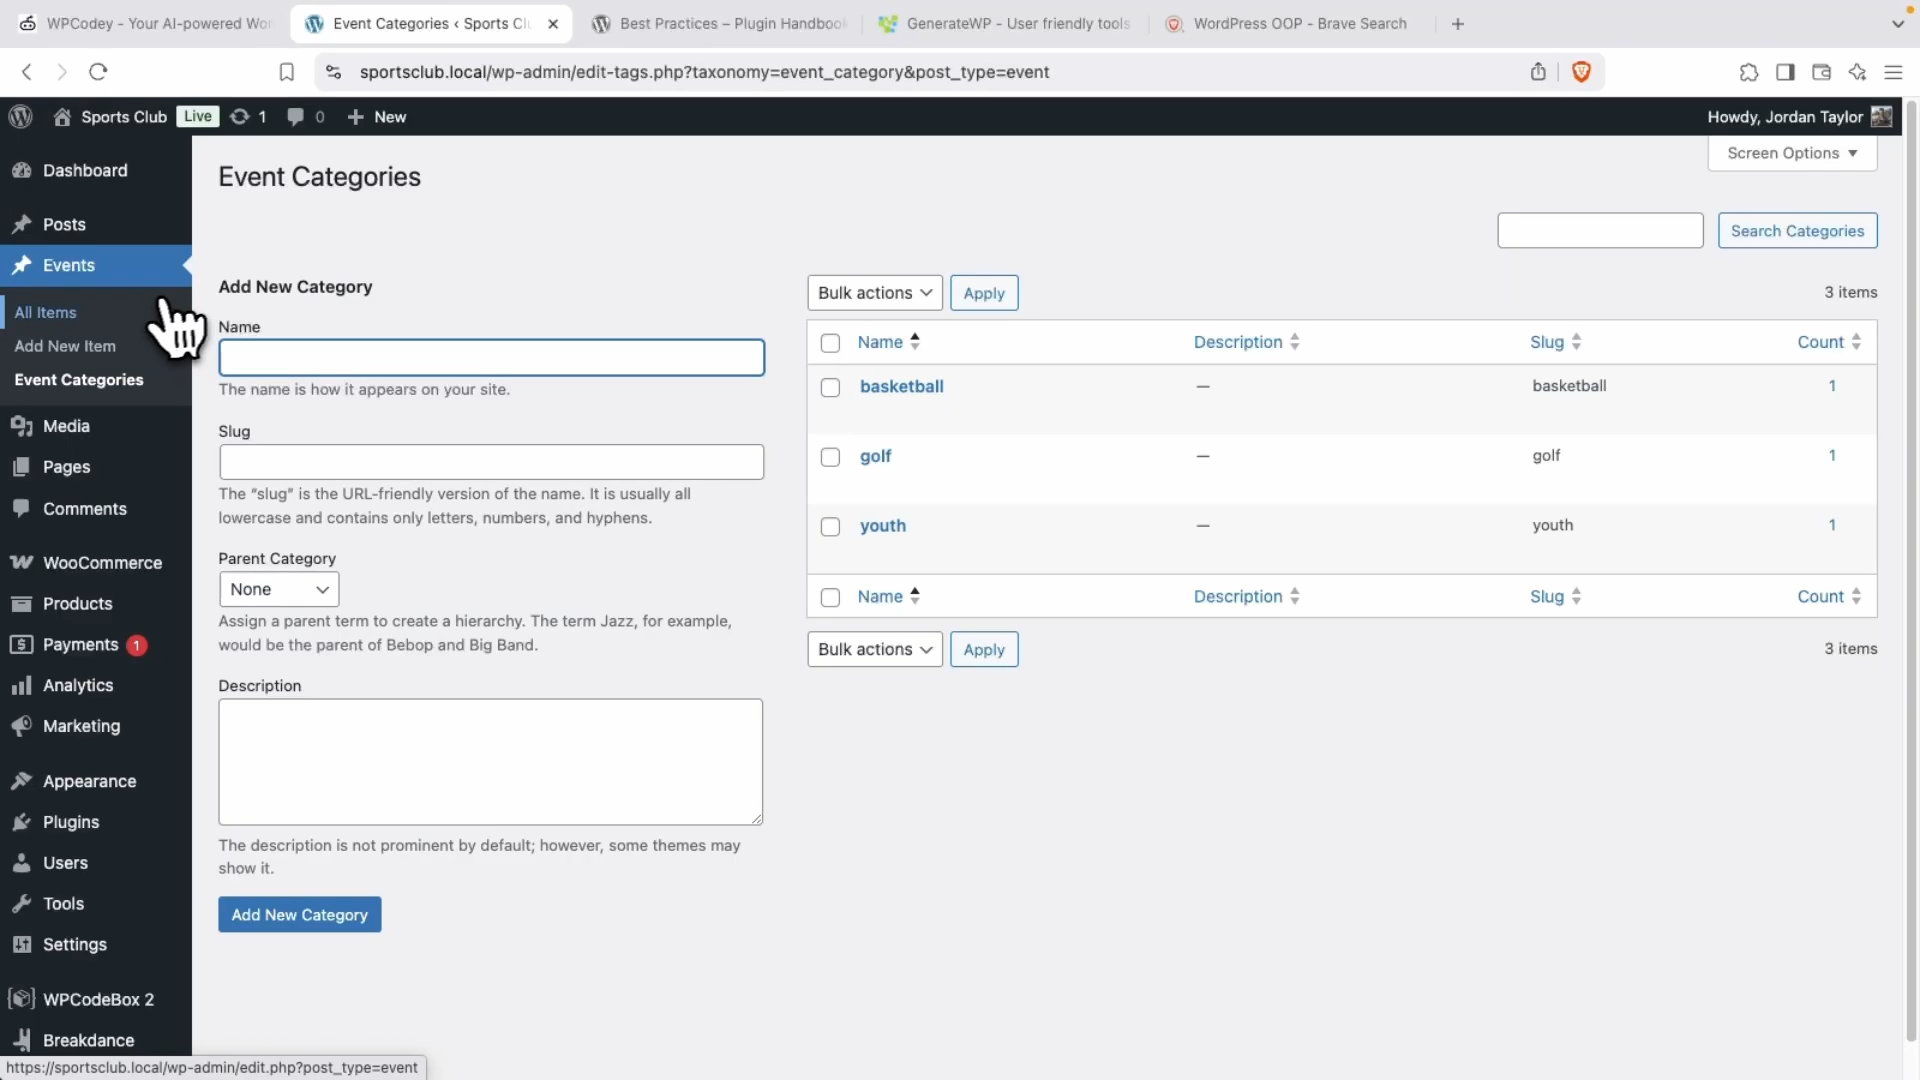 WPCodey - Your AI-powered Wor
Event Categories ‹ Sports Clu
Best Practices – Plugin Handbook
GenerateWP - User friendly tools
WordPress OOP - Brave Search
sportsclub.local/wp-admin/edit-tags.php?taxonomy=event_category&post_type=event
Sports Club
Live
1
0
New
Howdy, Jordan Taylor
Dashboard
Posts
Events
All Items
Add New Item
Event Categories
Media
Pages
Comments
WooCommerce
Products
Payments 1
Analytics
Marketing
Appearance
Plugins
Users
Tools
Settings
WPCodeBox 2
Breakdance
Screen Options
Event Categories
Search Categories
Add New Category
Name
The name is how it appears on your site.
Slug
The “slug” is the URL-friendly version of the name. It is usually all
lowercase and contains only letters, numbers, and hyphens.
Parent Category
None
Assign a parent term to create a hierarchy. The term Jazz, for example,
would be the parent of Bebop and Big Band.
Description
The description is not prominent by default; however, some themes may
show it.
Add New Category
Bulk actions
Apply
3 items
Name Description Slug Count
basketball — basketball 1
golf — golf 1
youth — youth 1
Name Description Slug Count
Bulk actions
Apply
3 items
https://sportsclub.local/wp-admin/edit.php?post_type=event